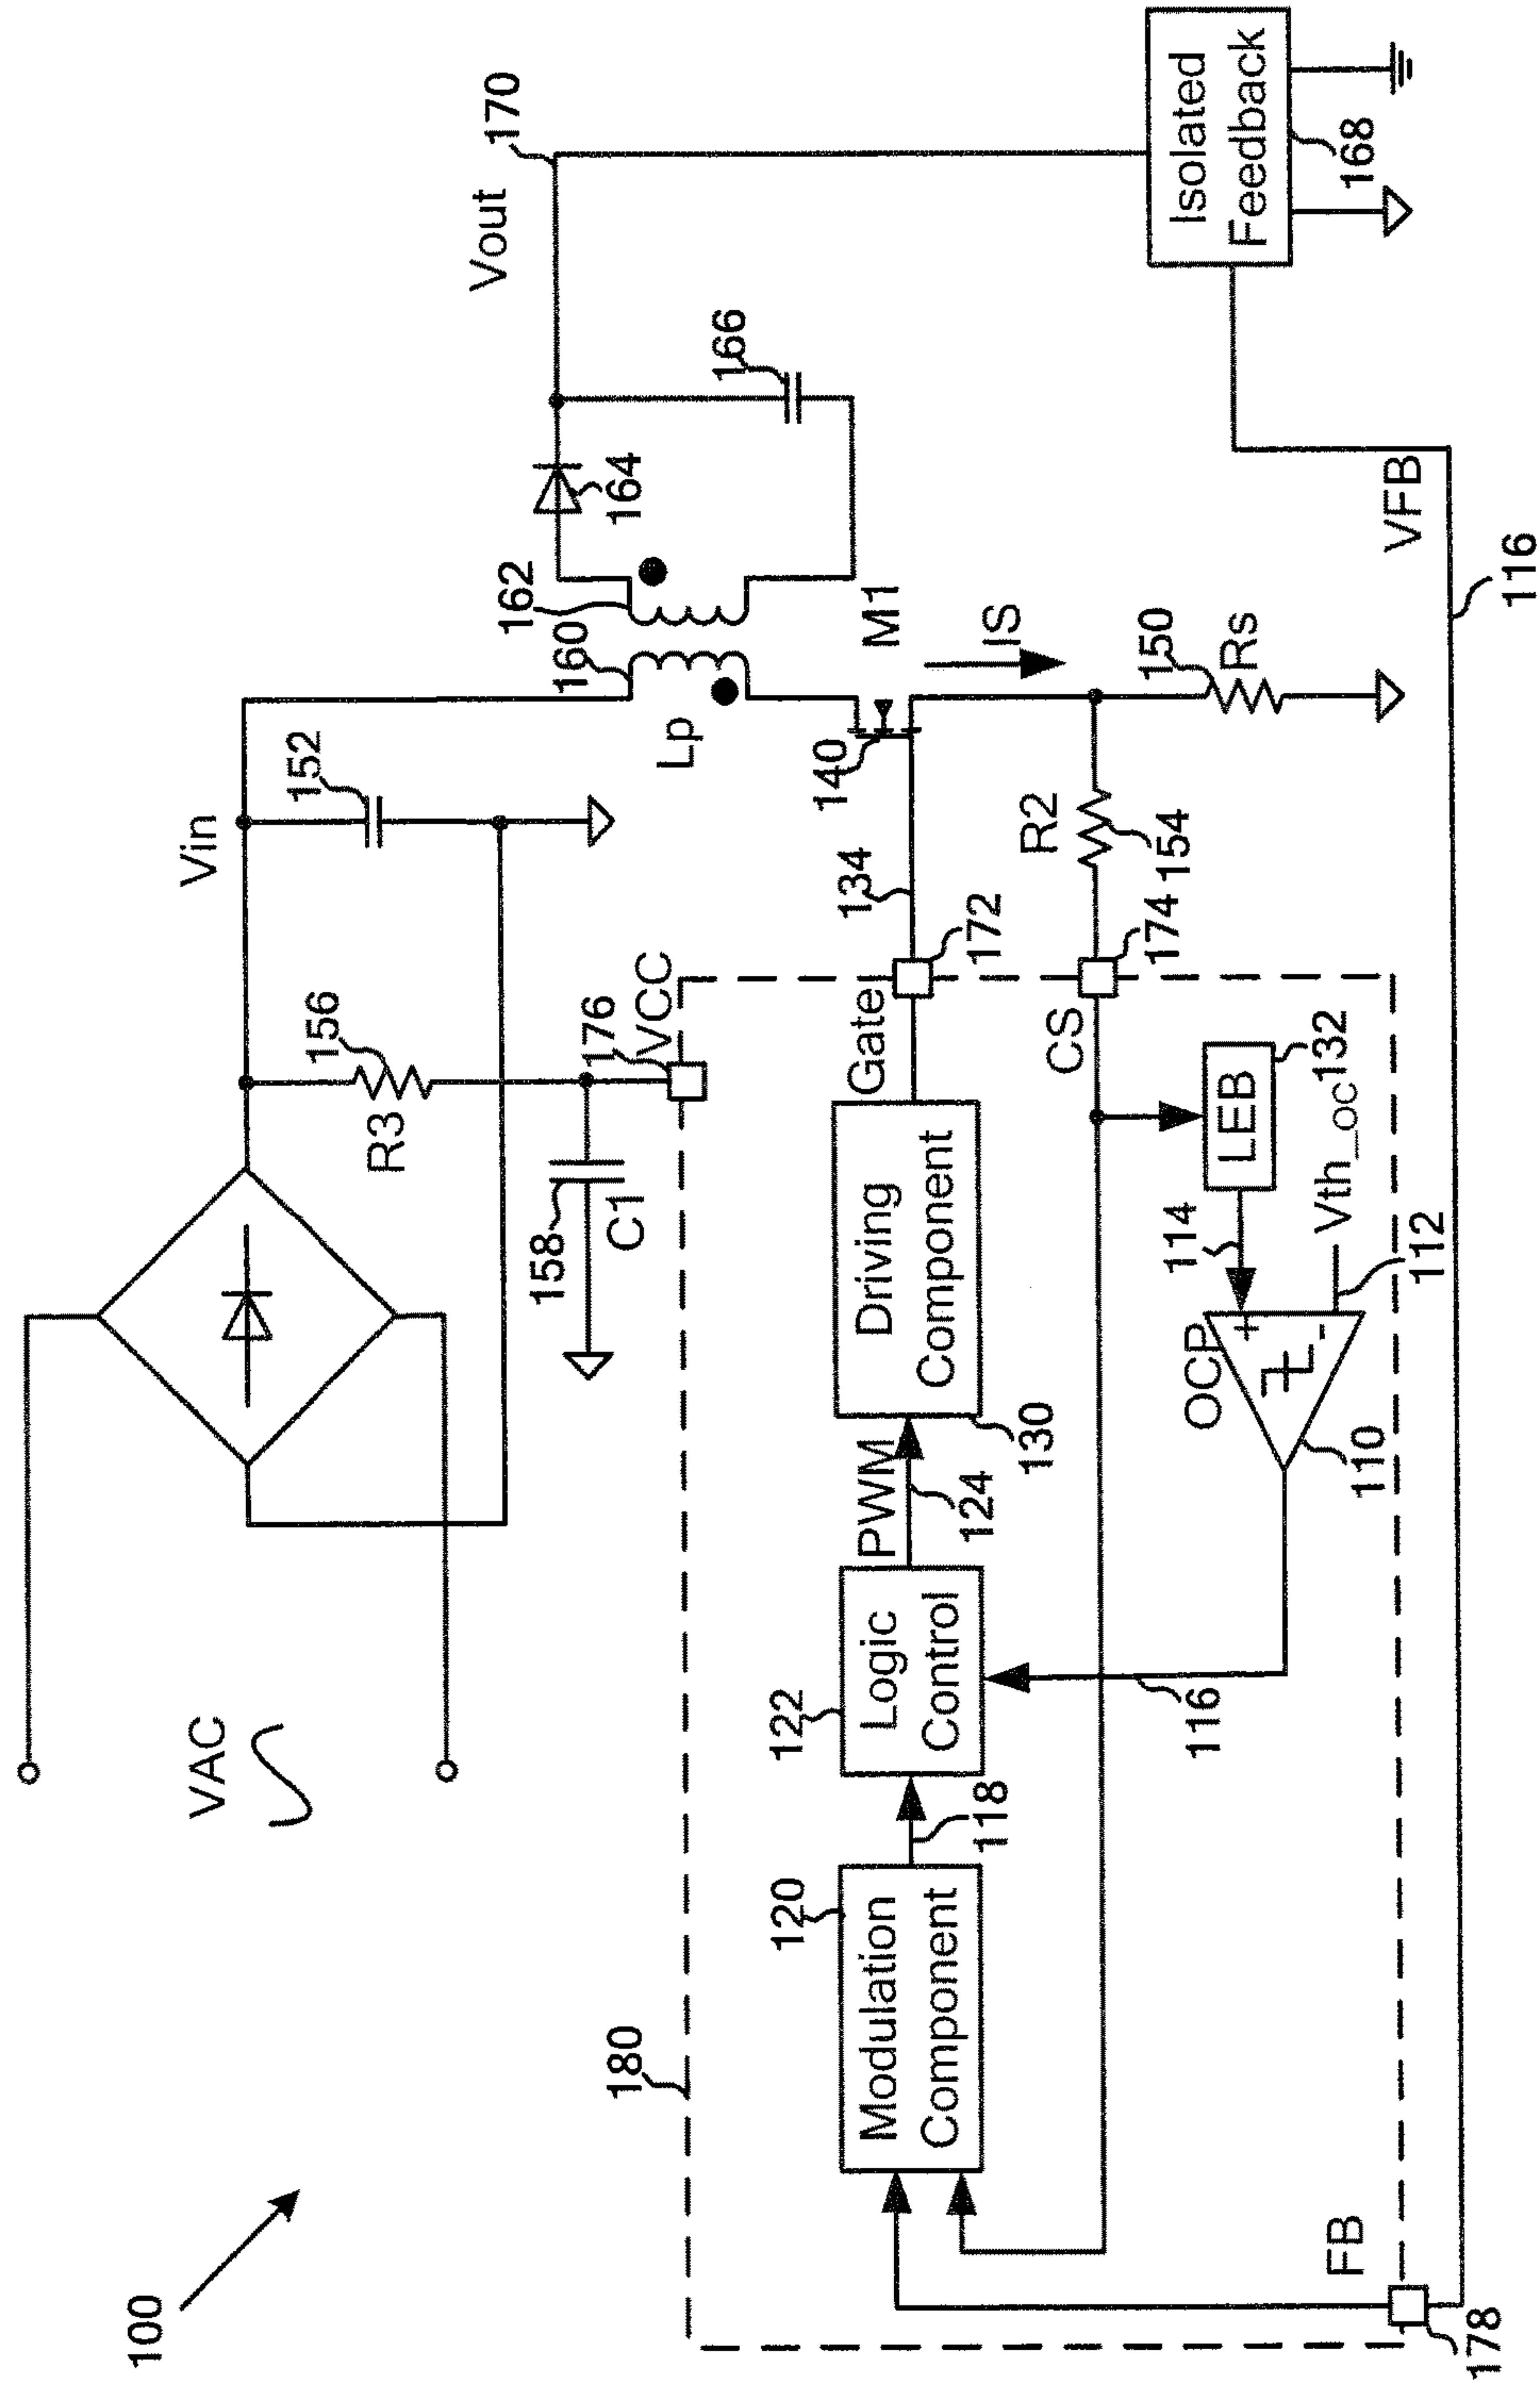 100
VAC
Vin
152
R3
156
158
C1
176
VCC
Lp
160
162
164
166
Vout
170
M1
140
IS
134
172
Gate
R2
154
150
Rs
174
CS
180
120
Modulation
Component
118
122
Logic
Control
PWM
124
Driving
Component
130
116
OCP
+
-
110
114
LEB
132
Vth_oc
112
FB
178
VFB
116
Isolated
Feedback
168